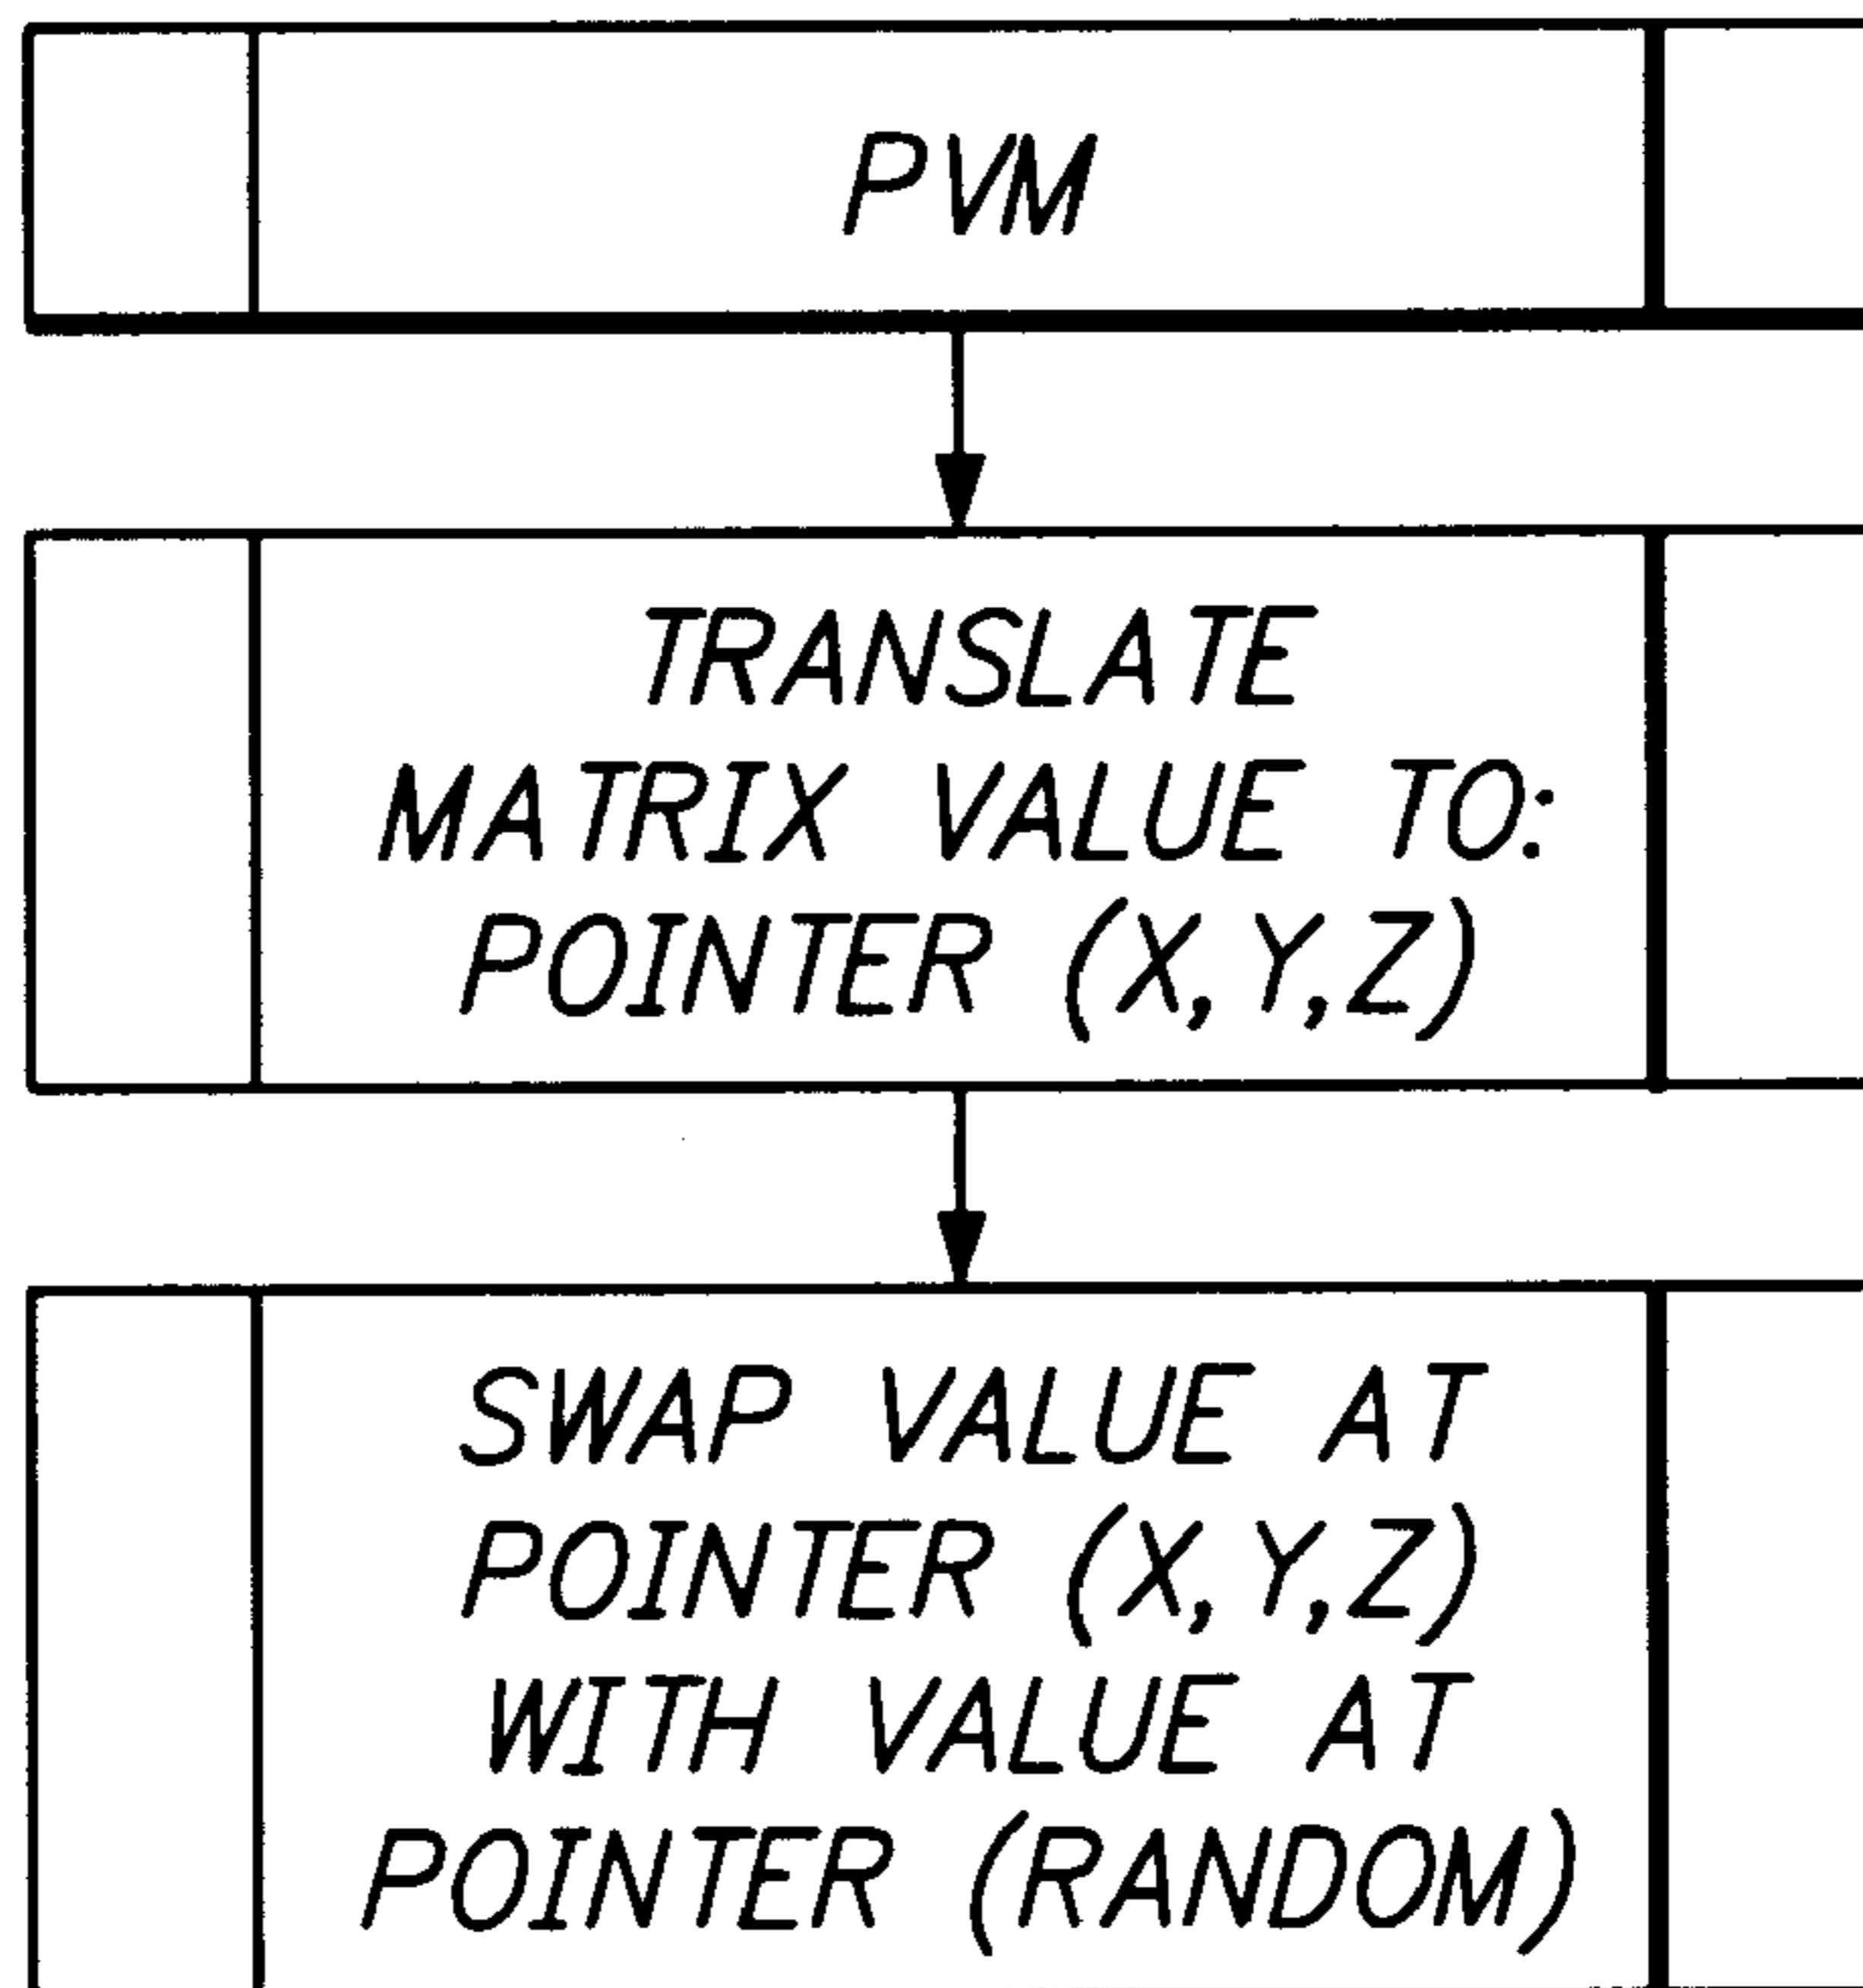 PVM
TRANSLATE
MATRIX VALUE TO:
POINTER (X,Y,Z)
SWAP VALUE AT
POINTER (X,Y,Z)
WITH VALUE AT
POINTER (RANDOM)